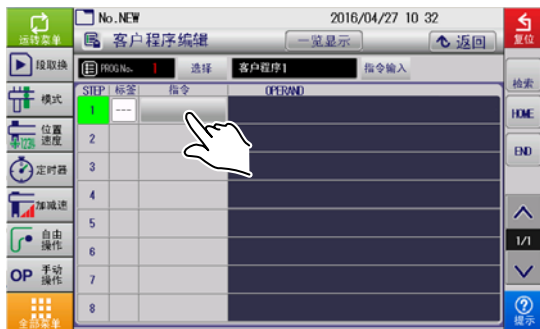 No.NEW
2016/04/27 10 32
运转菜单
客户程序编辑
一览显示
返回
复位
段取换
PROG No. 1
选择
客户程序1
指令输入
STEP
标签
指令
OPERAND
检索
模式
1
---
HOME
位置
速度
2
END
定时器
3
加减速
4
5
自由
操作
1/1
6
OP
手动
操作
7
全部菜单
8
提示